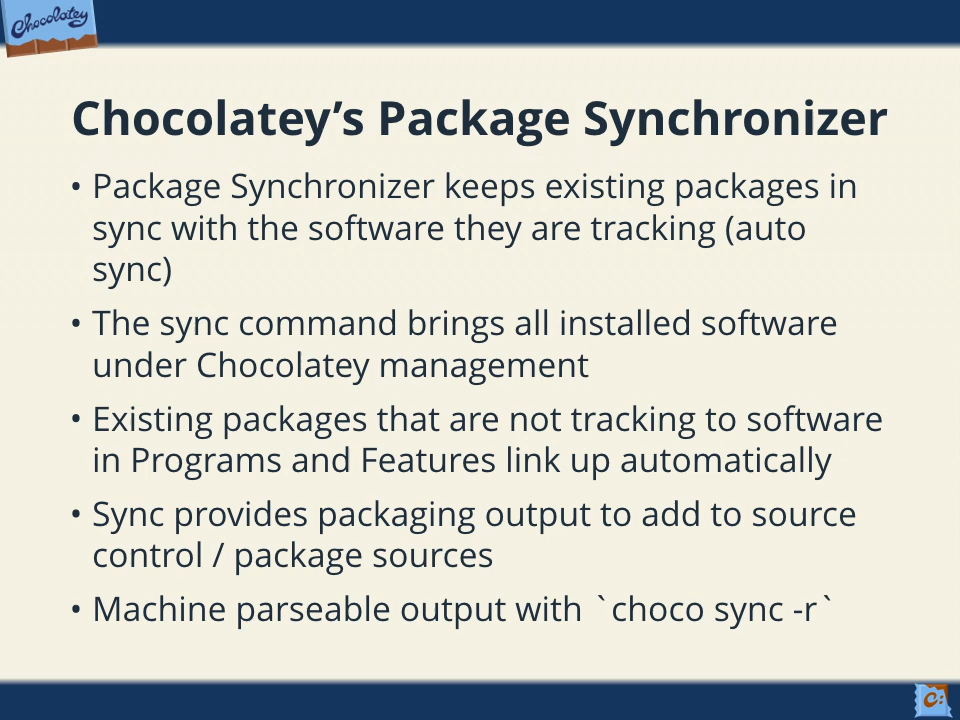 Chocolatey
Chocolatey’s Package Synchronizer
• Package Synchronizer keeps existing packages in
sync with the software they are tracking (auto
sync)
• The sync command brings all installed software
under Chocolatey management
• Existing packages that are not tracking to software
in Programs and Features link up automatically
• Sync provides packaging output to add to source
control / package sources
• Machine parseable output with `choco sync -r`
C: